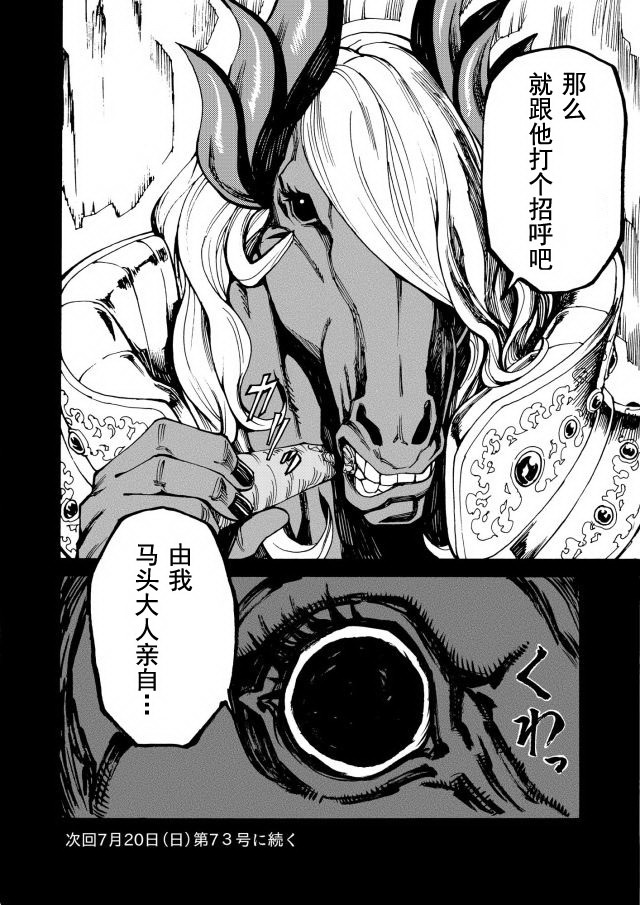 那么
就跟他打个招呼吧
ガリッ
由我
马头大人亲自…
くわっ
次回7月20日(日)第73号に続く